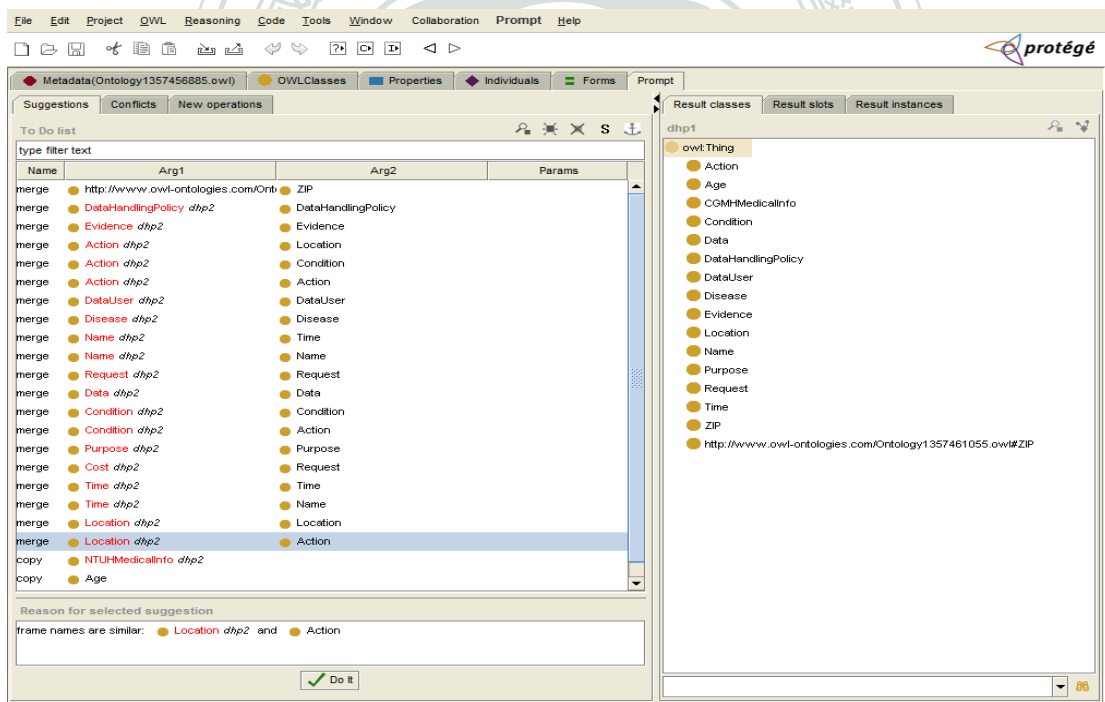 File Edit Project OWL Reasoning Code Tools Window Collaboration Prompt Help
protégé
Metadata(Ontology1357456885.owl) OWLClasses Properties Individuals Forms Prompt
Suggestions Conflicts New operations
To Do list S
type filter text
Name Arg1 Arg2 Params
merge http://www.owl-ontologies.com/Ont ZIP
merge DataHandlingPolicy dhp2 DataHandlingPolicy
merge Evidence dhp2 Evidence
merge Action dhp2 Location
merge Action dhp2 Condition
merge Action dhp2 Action
merge DataUser dhp2 DataUser
merge Disease dhp2 Disease
merge Name dhp2 Time
merge Name dhp2 Name
merge Request dhp2 Request
merge Data dhp2 Data
merge Condition dhp2 Condition
merge Condition dhp2 Action
merge Purpose dhp2 Purpose
merge Cost dhp2 Request
merge Time dhp2 Time
merge Time dhp2 Name
merge Location dhp2 Location
merge Location dhp2 Action
copy NTUHMedicalInfo dhp2
copy Age
Reason for selected suggestion
frame names are similar: Location dhp2 and Action
Do It
Result classes Result slots Result instances
dhp1
owl:Thing
Action
Age
CGMHMedicalInfo
Condition
Data
DataHandlingPolicy
DataUser
Disease
Evidence
Location
Name
Purpose
Request
Time
ZIP
http://www.owl-ontologies.com/Ontology1357461055.owl#ZIP